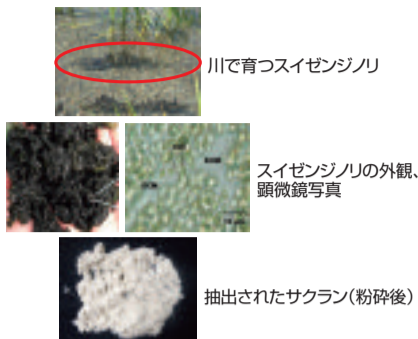 川で育つスイゼンジノリ
スイゼンジノリの外観、
顕微鏡写真
抽出されたサクラン（粉砕後）